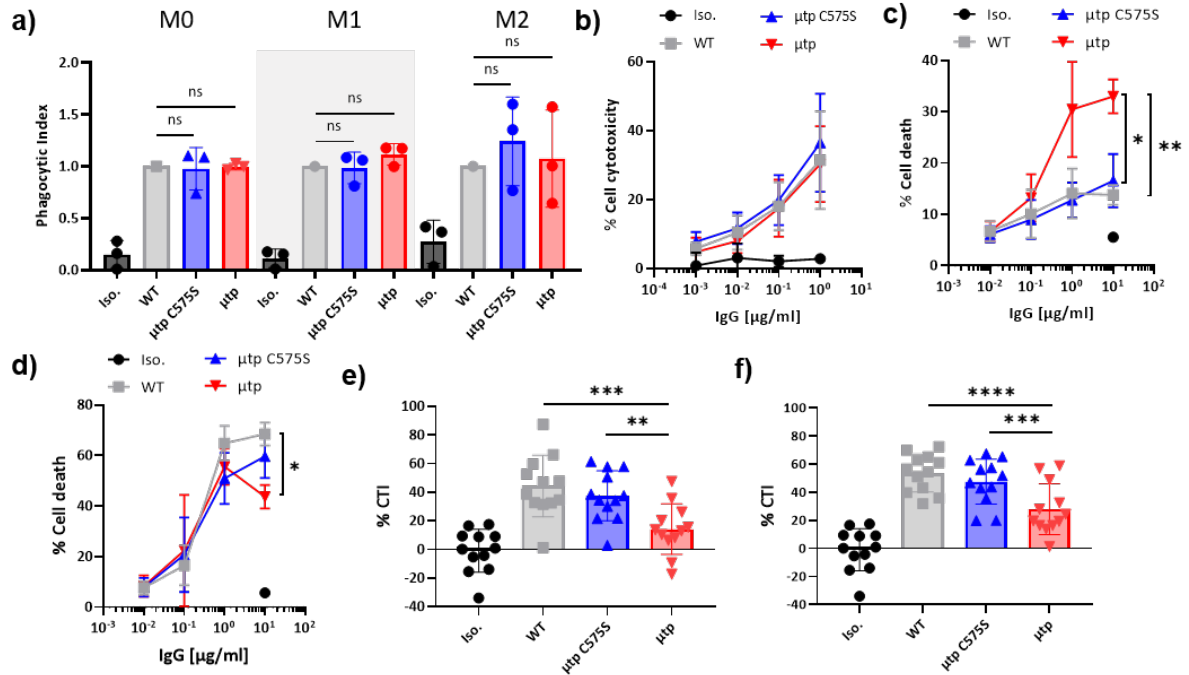 a)
M0 M1 M2
ns
ns
ns
ns
ns
ns
Phagocytic Index
2.0
1.5
1.0
0.5
0.0
Iso. WT µtp C575S µtp Iso. WT µtp C575S µtp Iso. WT µtp C575S µtp
b)
Iso. µtp C575S
WT µtp
% Cell cytotoxicity
60
40
20
0
10⁻⁴ 10⁻³ 10⁻² 10⁻¹ 10⁰ 10¹
IgG [µg/ml]
c)
Iso. µtp C575S
WT µtp
% Cell death
40
30
20
10
0
10⁻³ 10⁻² 10⁻¹ 10⁰ 10¹ 10²
IgG [µg/ml]
* **
d)
Iso. µtp C575S
WT µtp
% Cell death
80
60
40
20
0
10⁻³ 10⁻² 10⁻¹ 10⁰ 10¹ 10²
IgG [µg/ml]
*
e)
***
**
% CTI
100
80
60
40
20
0
-20
-40
Iso. WT µtp C575S µtp
f)
****
***
% CTI
100
80
60
40
20
0
-20
-40
Iso. WT µtp C575S µtp